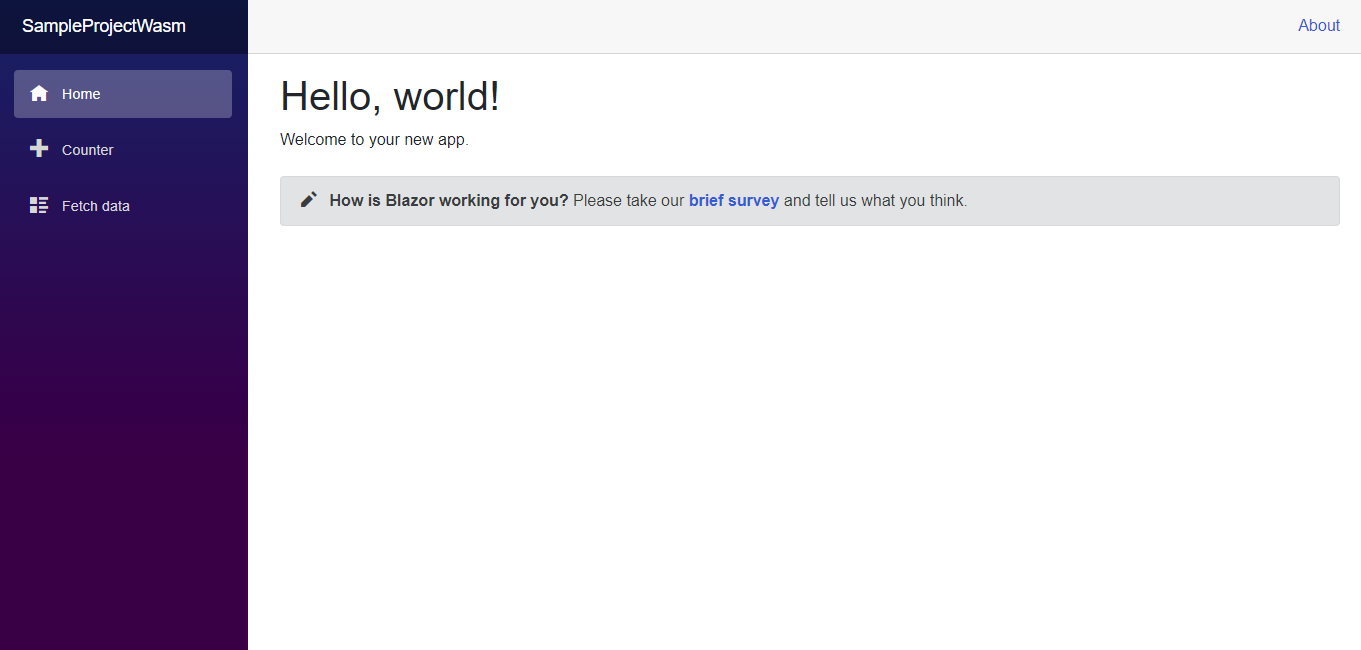 SampleProjectWasm
About
Home
Counter
Fetch data
Hello, world!
Welcome to your new app.
How is Blazor working for you? Please take our brief survey and tell us what you think.